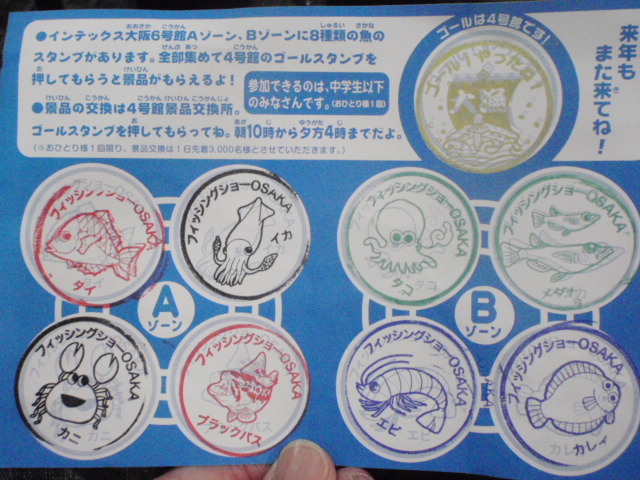 ●インテックス大阪6号館Aゾーン、Bゾーンに8種類の魚の
スタンプがあります。全部集めて4号館のゴールスタンプを
押してもらうと景品がもらえるよ!
参加できるのは、中学生以下
のみなさんです。(おひとり様1回)
●景品の交換は4号館景品交換所。
ゴールスタンプを押してもらってね。朝10時から夕方4時までだよ。
(※おひとり様1回限り、景品交換は1日先着3,000名様とさせていただきます。)
ゴールは4号館です!
ゴールじゃったネ!
大漁
来年も
また来てね!
フィッシングショーOSAKA
タイ
フィッシングショーOSAKA
イカ
フィッシングショーOSAKA
タコ
タコ
フィッシングショーOSAKA
メダカ
A
ゾーン
B
ゾーン
フィッシングショーOSAKA
カニ
カニ
フィッシングショーOSAKA
ブラックバス
フィッシングショーOSAKA
エビ
エビ
フィッシングショーOSAKA
カレイ